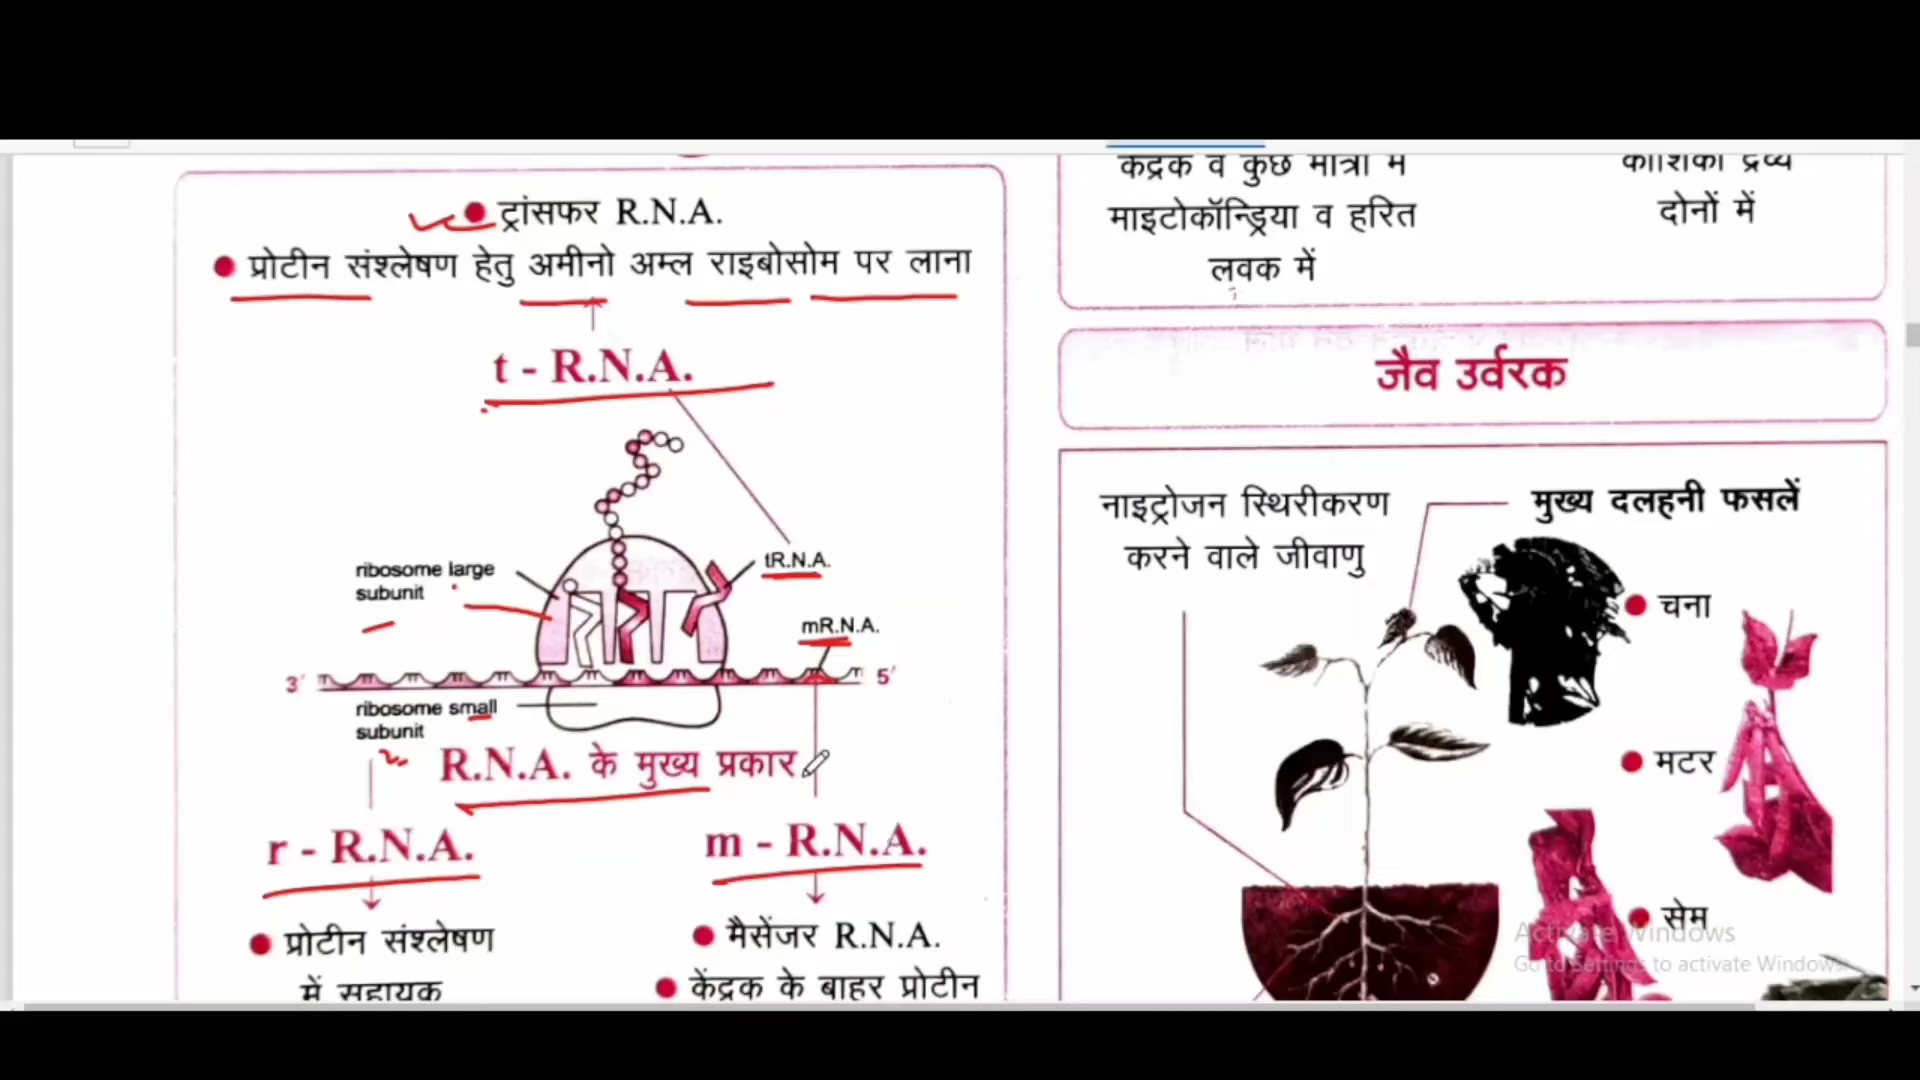 ट्रांसफर R.N.A.
प्रोटीन संश्लेषण हेतु अमीनो अम्ल राइबोसोम पर लाना
t - R.N.A.
ribosome large
subunit
tR.N.A.
mR.N.A.
3′
5′
ribosome small
subunit
R.N.A. के मुख्य प्रकार
r - R.N.A.
m - R.N.A.
प्रोटीन संश्लेषण
में सहायक
मैसेंजर R.N.A.
केंद्रक के बाहर प्रोटीन
केंद्रक व कुछ मात्रा में
माइटोकॉन्ड्रिया व हरित
लवक में
कोशिका द्रव्य
दोनों में
जैव उर्वरक
नाइट्रोजन स्थिरीकरण
करने वाले जीवाणु
मुख्य दलहनी फसलें
चना
मटर
सेम
Activate Windows
Go to Settings to activate Windows.